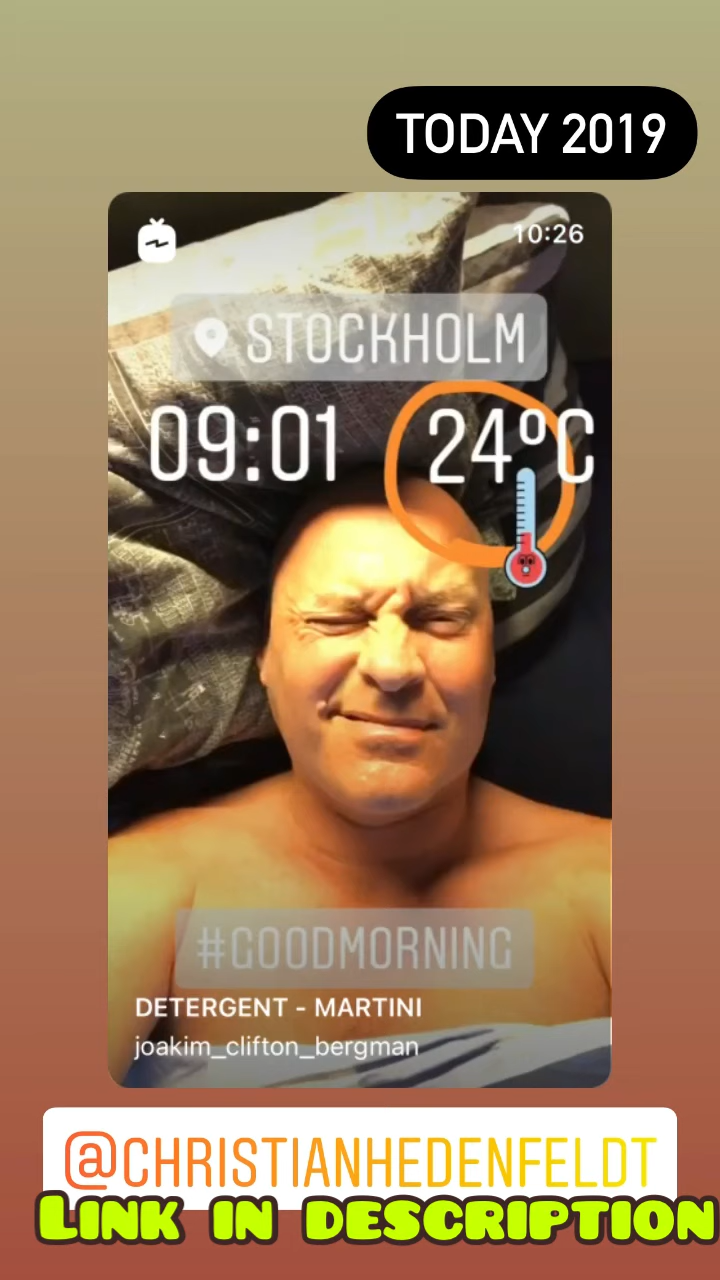 TODAY 2019
10:26
STOCKHOLM
09:01 24°C
#GOODMORNING
DETERGENT - MARTINI
joakim_clifton_bergman
@CHRISTIANHEDENFELDT
LINK IN DESCRIPTION